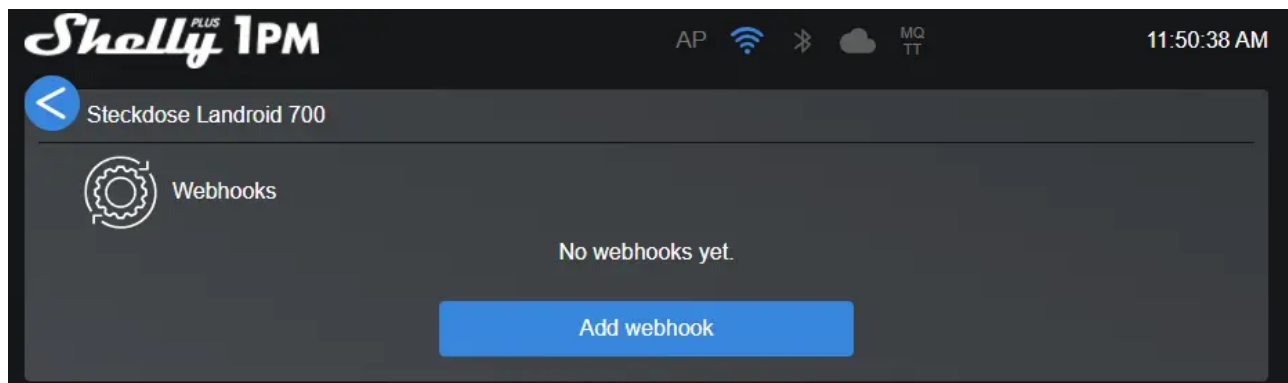 Shelly PLUS 1PM
AP
MQ
TT
11:50:38 AM
Steckdose Landroid 700
Webhooks
No webhooks yet.
Add webhook